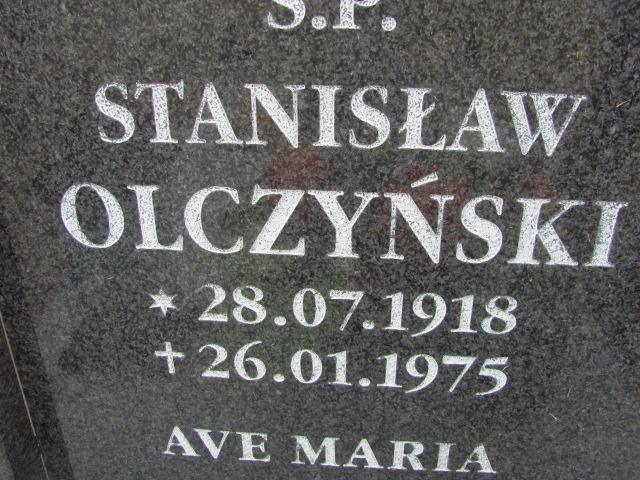 Ś.P.
STANISŁAW
OLCZYŃSKI
✶ 28.07.1918
✝ 26.01.1975
AVE MARIA